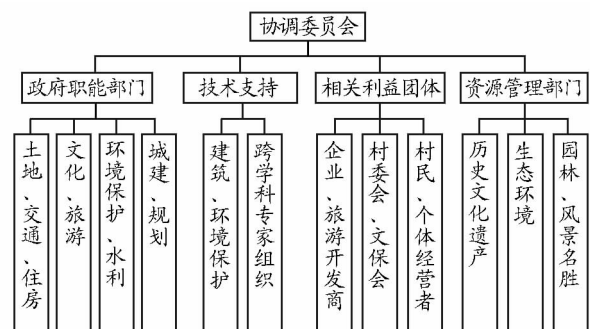 协调委员会
政府职能部门
技术支持
相关利益团体
资源管理部门
土地、交通、住房
文化、旅游
环境保护、水利
城建、规划
建筑、环境保护
跨学科专家组织
企业、旅游开发商
村委会、文保会
村民、个体经营者
历史文化遗产
生态环境
园林、风景名胜